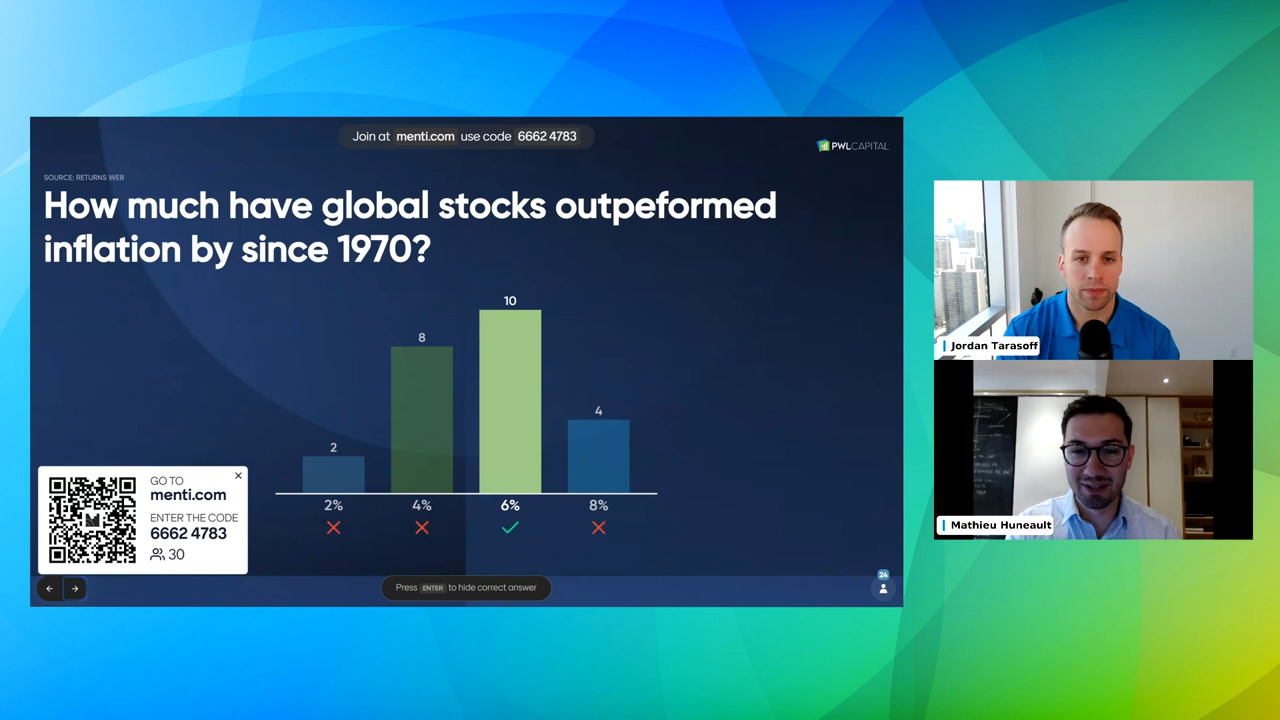 Join at menti.com use code 6662 4783
PWLCAPITAL
SOURCE: RETURNS WEB
How much have global stocks outpeformed
inflation by since 1970?
2
8
10
4
2%
4%
6%
8%
GO TO
menti.com
ENTER THE CODE
6662 4783
30
Press ENTER to hide correct answer
24
Jordan Tarasoff
Mathieu Huneault